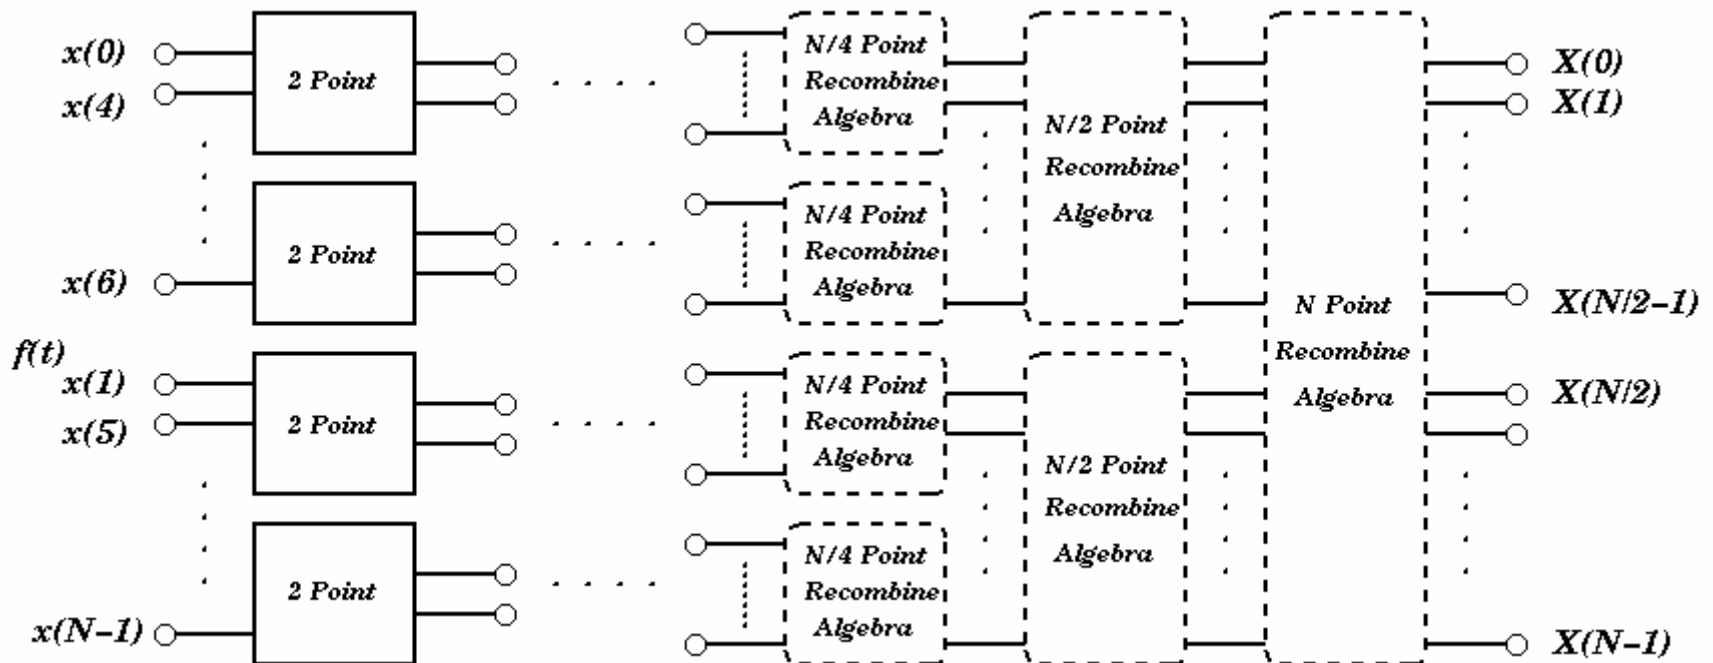 x(0)
x(4)
x(6)
f(t)
x(1)
x(5)
x(N-1)
2 Point
2 Point
2 Point
2 Point
N/4 Point
Recombine
Algebra
N/4 Point
Recombine
Algebra
N/4 Point
Recombine
Algebra
N/4 Point
Recombine
Algebra
N/2 Point
Recombine
Algebra
N/2 Point
Recombine
Algebra
N Point
Recombine
Algebra
X(0)
X(1)
X(N/2-1)
X(N/2)
X(N-1)